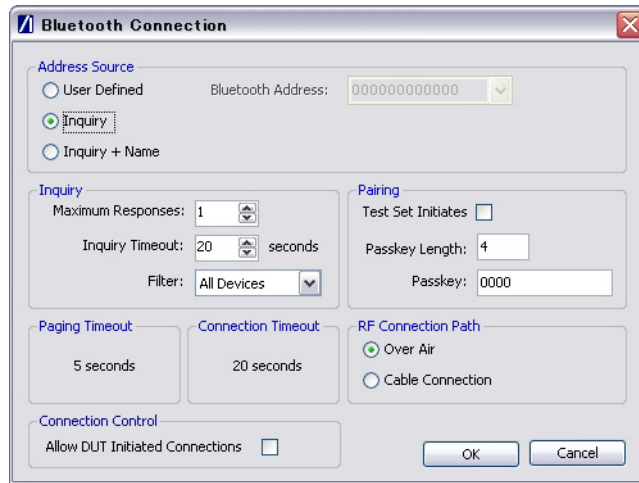 Bluetooth Connection
Address Source
User Defined Bluetooth Address: 000000000000
Inquiry
Inquiry + Name
Inquiry
Maximum Responses: 1
Inquiry Timeout: 20 seconds
Filter: All Devices
Pairing
Test Set Initiates
Passkey Length: 4
Passkey: 0000
Paging Timeout
5 seconds
Connection Timeout
20 seconds
RF Connection Path
Over Air
Cable Connection
Connection Control
Allow DUT Initiated Connections
OK Cancel